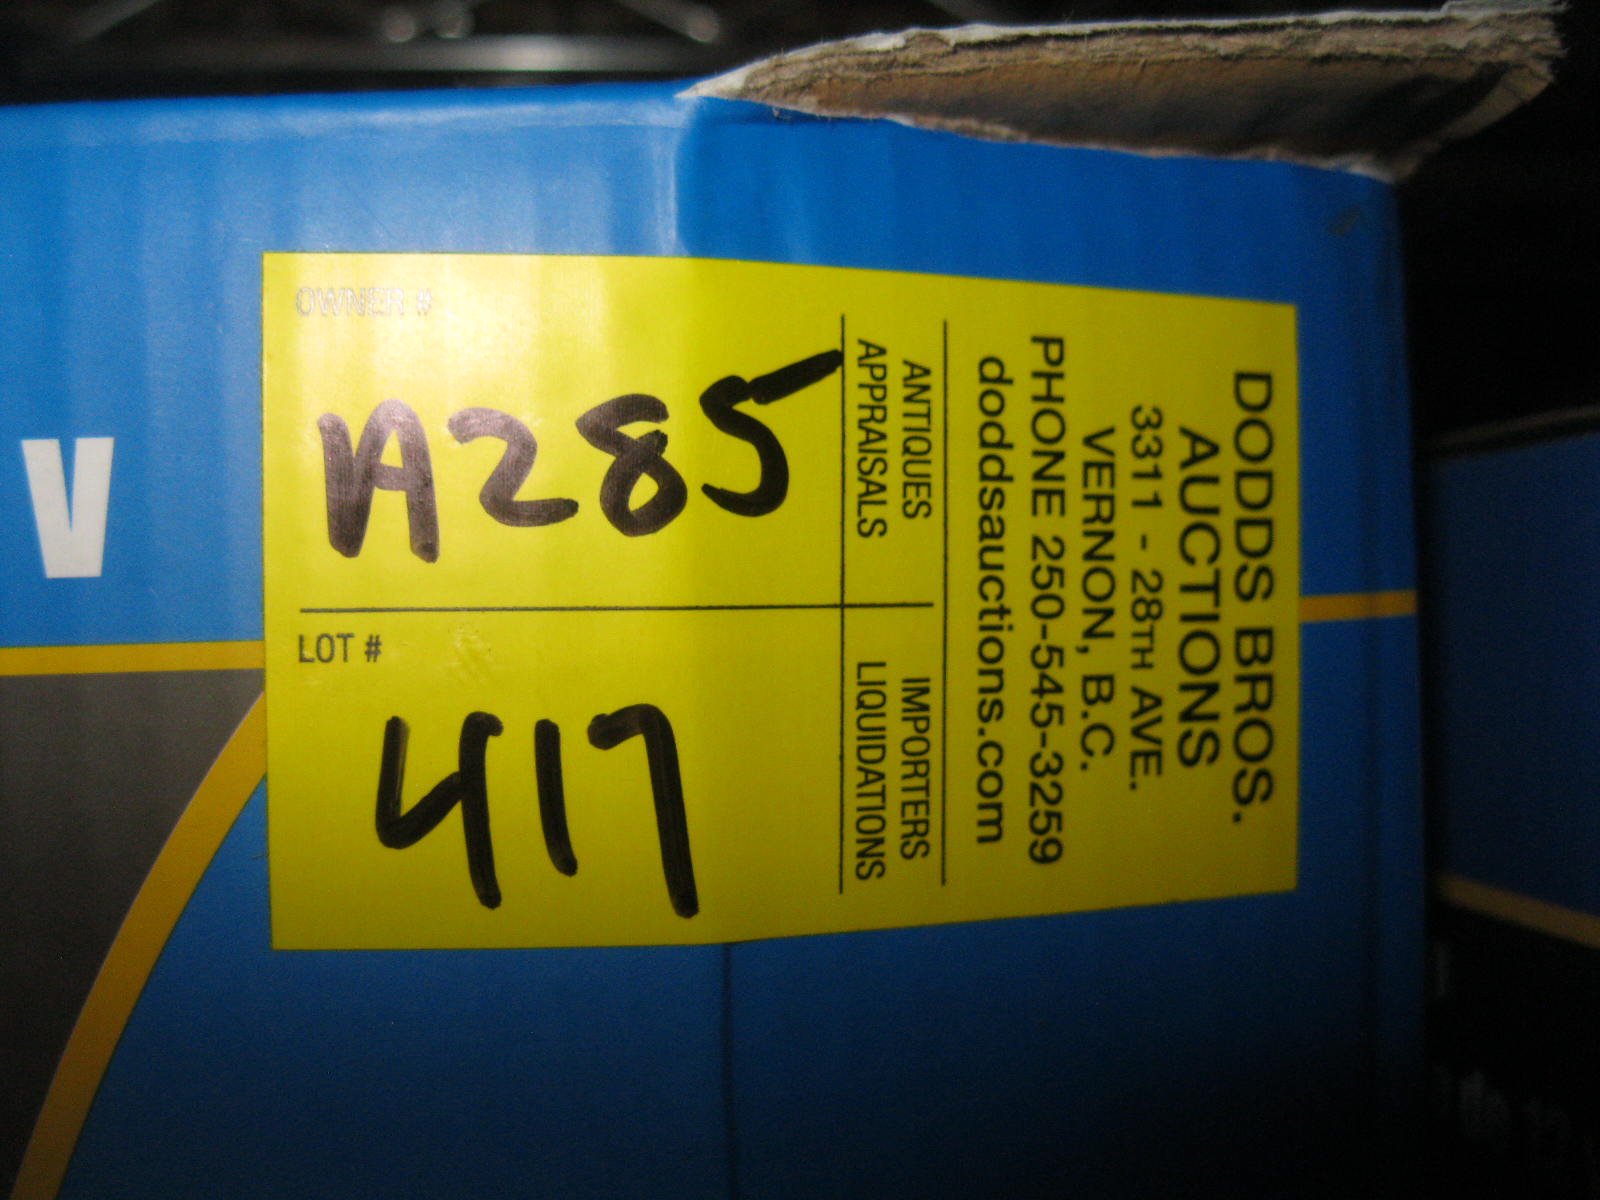 DODDS BROS.
AUCTIONS
3311 - 28TH AVE.
VERNON, B.C.
PHONE 250-545-3259
doddsauctions.com
ANTIQUES
APPRAISALS
IMPORTERS
LIQUIDATIONS
OWNER #
A285
LOT #
417
V